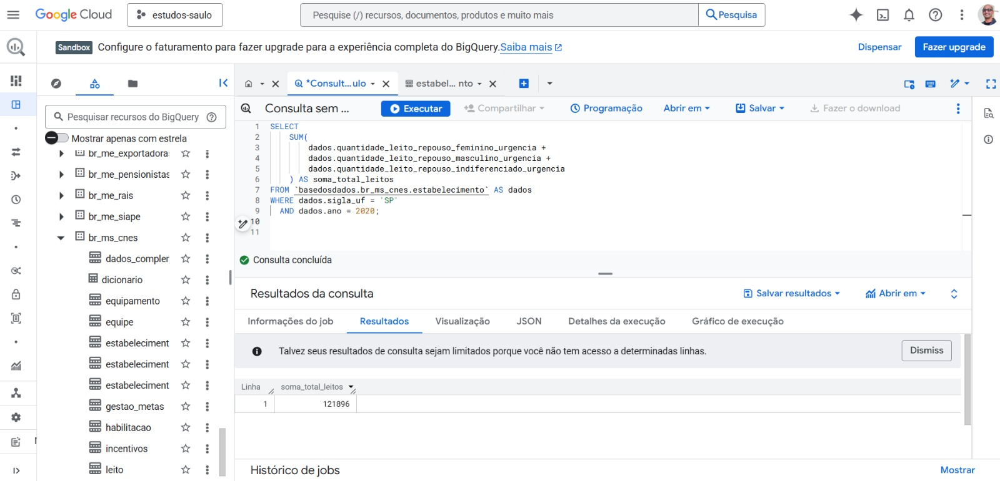 Google Cloud
estudos-saulo
Pesquise (/) recursos, documentos, produtos e muito mais
Pesquisa
Sandbox Configure o faturamento para fazer upgrade para a experiência completa do BigQuery. Saiba mais
Dispensar
Fazer upgrade
*Consult...ulo
estabel... nto
Pesquisar recursos do BigQuery
Mostrar apenas com estrela
br_me_exportadora
br_me_pensionistas
br_me_rais
br_me_siape
br_ms_cnes
dados_compler
dicionario
equipamento
equipe
estabeleciment
estabeleciment
estabeleciment
gestao_metas
habilitacao
incentivos
leito
Consulta sem ...
Executar
Compartilhar
Programação
Abrir em
Salvar
Fazer o download
1 SELECT
2 SUM(
3 dados.quantidade_leito_repouso_feminino_urgencia +
4 dados.quantidade_leito_repouso_masculino_urgencia +
5 dados.quantidade_leito_repouso_indiferenciado_urgencia
6 ) AS soma_total_leitos
7 FROM `basedosdados.br_ms_cnes.estabelecimento` AS dados
8 WHERE dados.sigla_uf = 'SP'
9 AND dados.ano = 2020;
10
11
Consulta concluída
Resultados da consulta
Salvar resultados
Abrir em
Informações do job
Resultados
Visualização
JSON
Detalhes da execução
Gráfico de execução
Talvez seus resultados de consulta sejam limitados porque você não tem acesso a determinadas linhas.
Dismiss
Linha soma_total_leitos
1 121896
Histórico de jobs
Mostrar